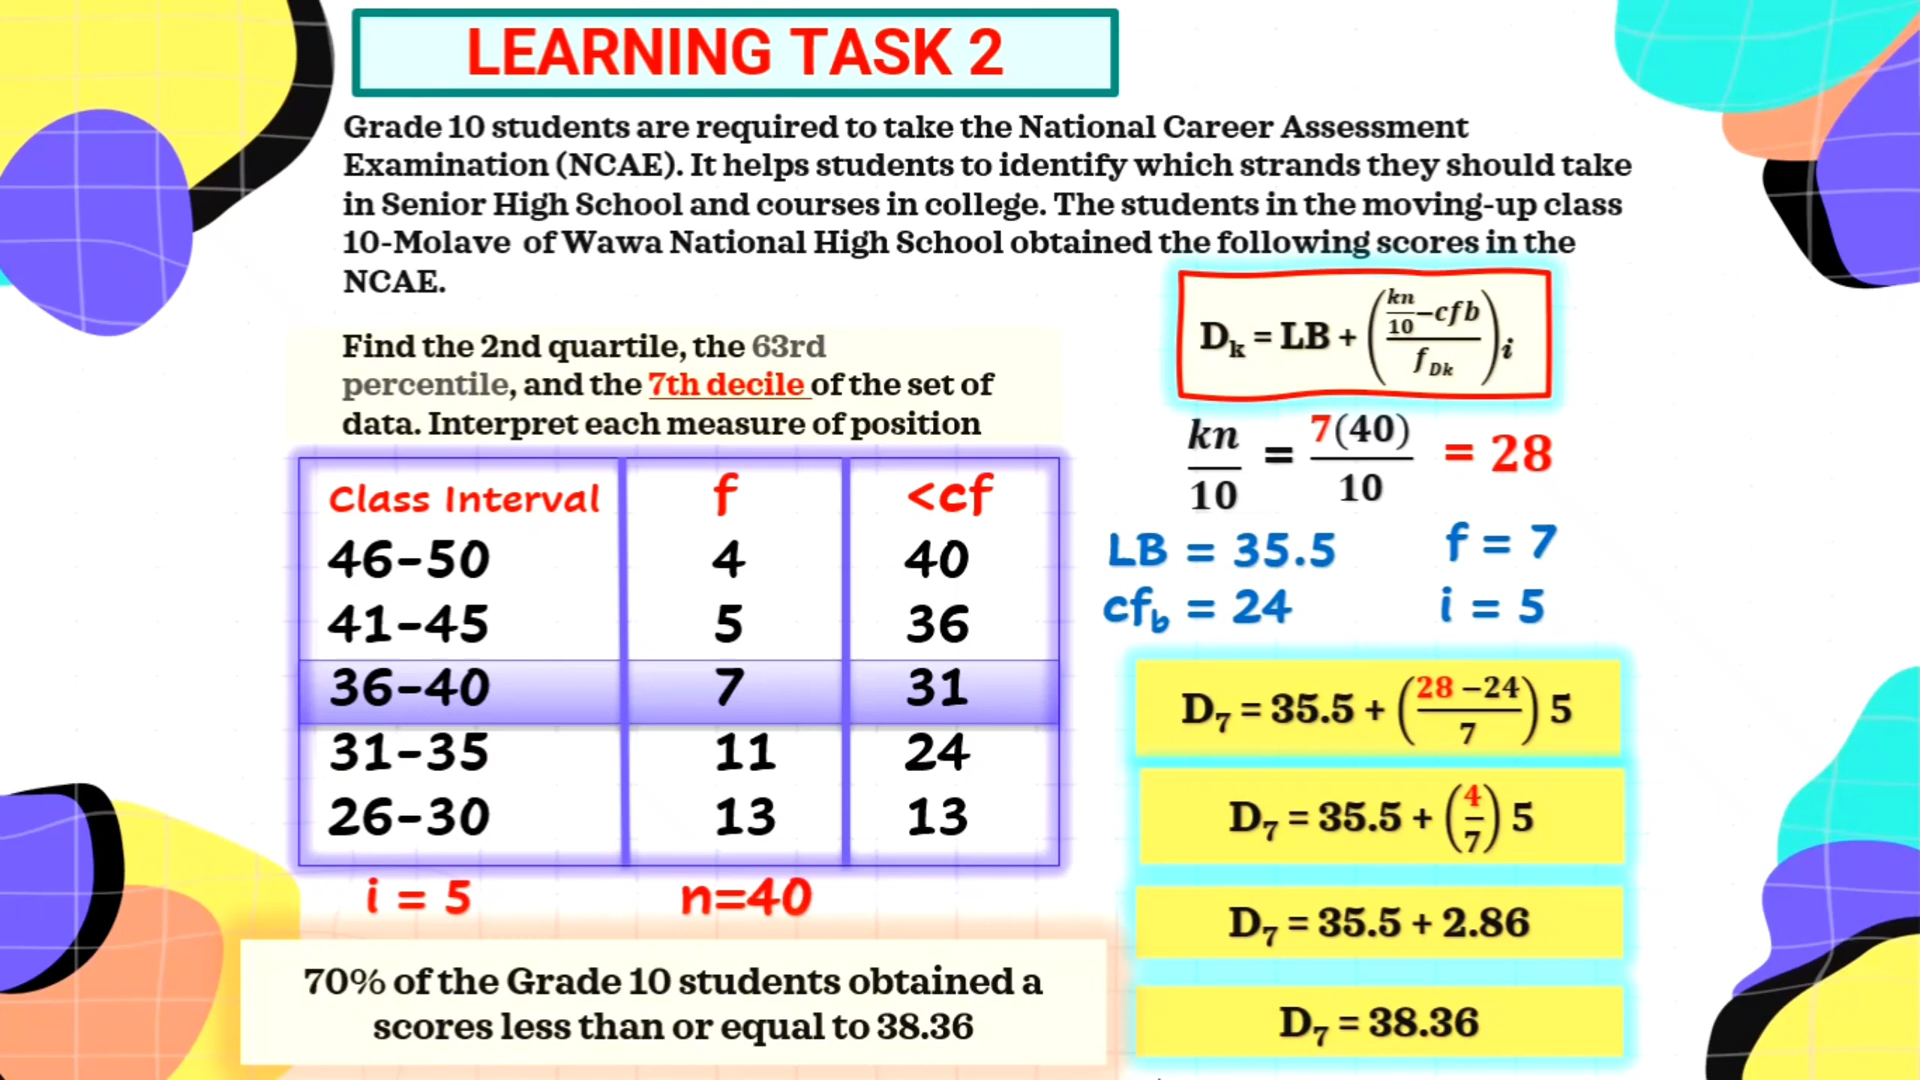 LEARNING TASK 2
Grade 10 students are required to take the National Career Assessment
Examination (NCAE). It helps students to identify which strands they should take
in Senior High School and courses in college. The students in the moving-up class
10-Molave of Wawa National High School obtained the following scores in the
NCAE.
Find the 2nd quartile, the 63rd
percentile, and the 7th decile of the set of
data. Interpret each measure of position
Class Interval f <cf
46-50 4 40
41-45 5 36
36-40 7 31
31-35 11 24
26-30 13 13
i = 5 n=40
70% of the Grade 10 students obtained a
scores less than or equal to 38.36
Dk = LB + ((kn/10 −cfb)/fDk) i
kn/10 = 7(40)/10 = 28
LB = 35.5 f = 7
cfb = 24 i = 5
D7 = 35.5 + ((28 −24)/7) 5
D7 = 35.5 + (4/7) 5
D7 = 35.5 + 2.86
D7 = 38.36